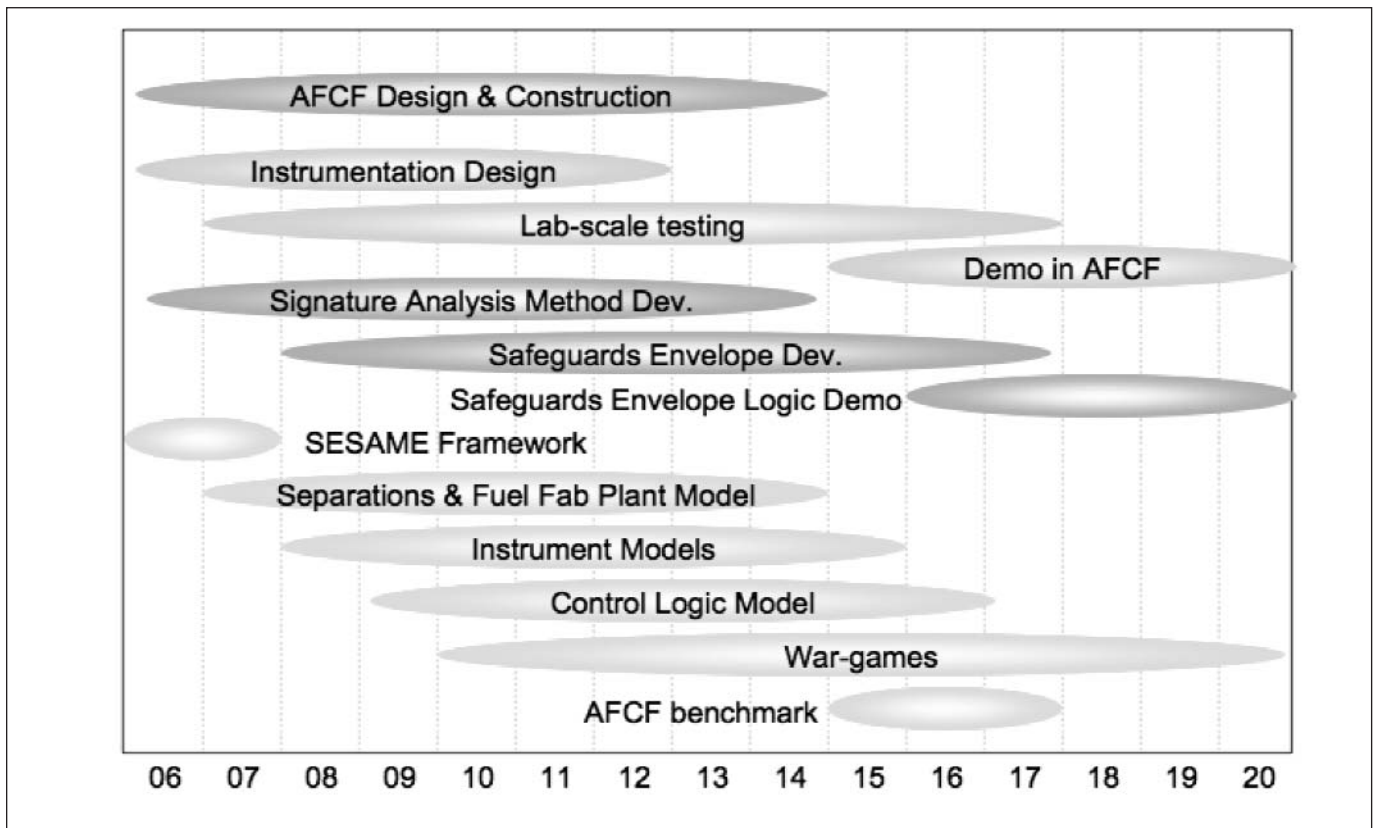 AFCF Design & Construction
Instrumentation Design
Lab-scale testing
Demo in AFCF
Signature Analysis Method Dev.
Safeguards Envelope Dev.
Safeguards Envelope Logic Demo
SESAME Framework
Separations & Fuel Fab Plant Model
Instrument Models
Control Logic Model
War-games
AFCF benchmark
06 07 08 09 10 11 12 13 14 15 16 17 18 19 20